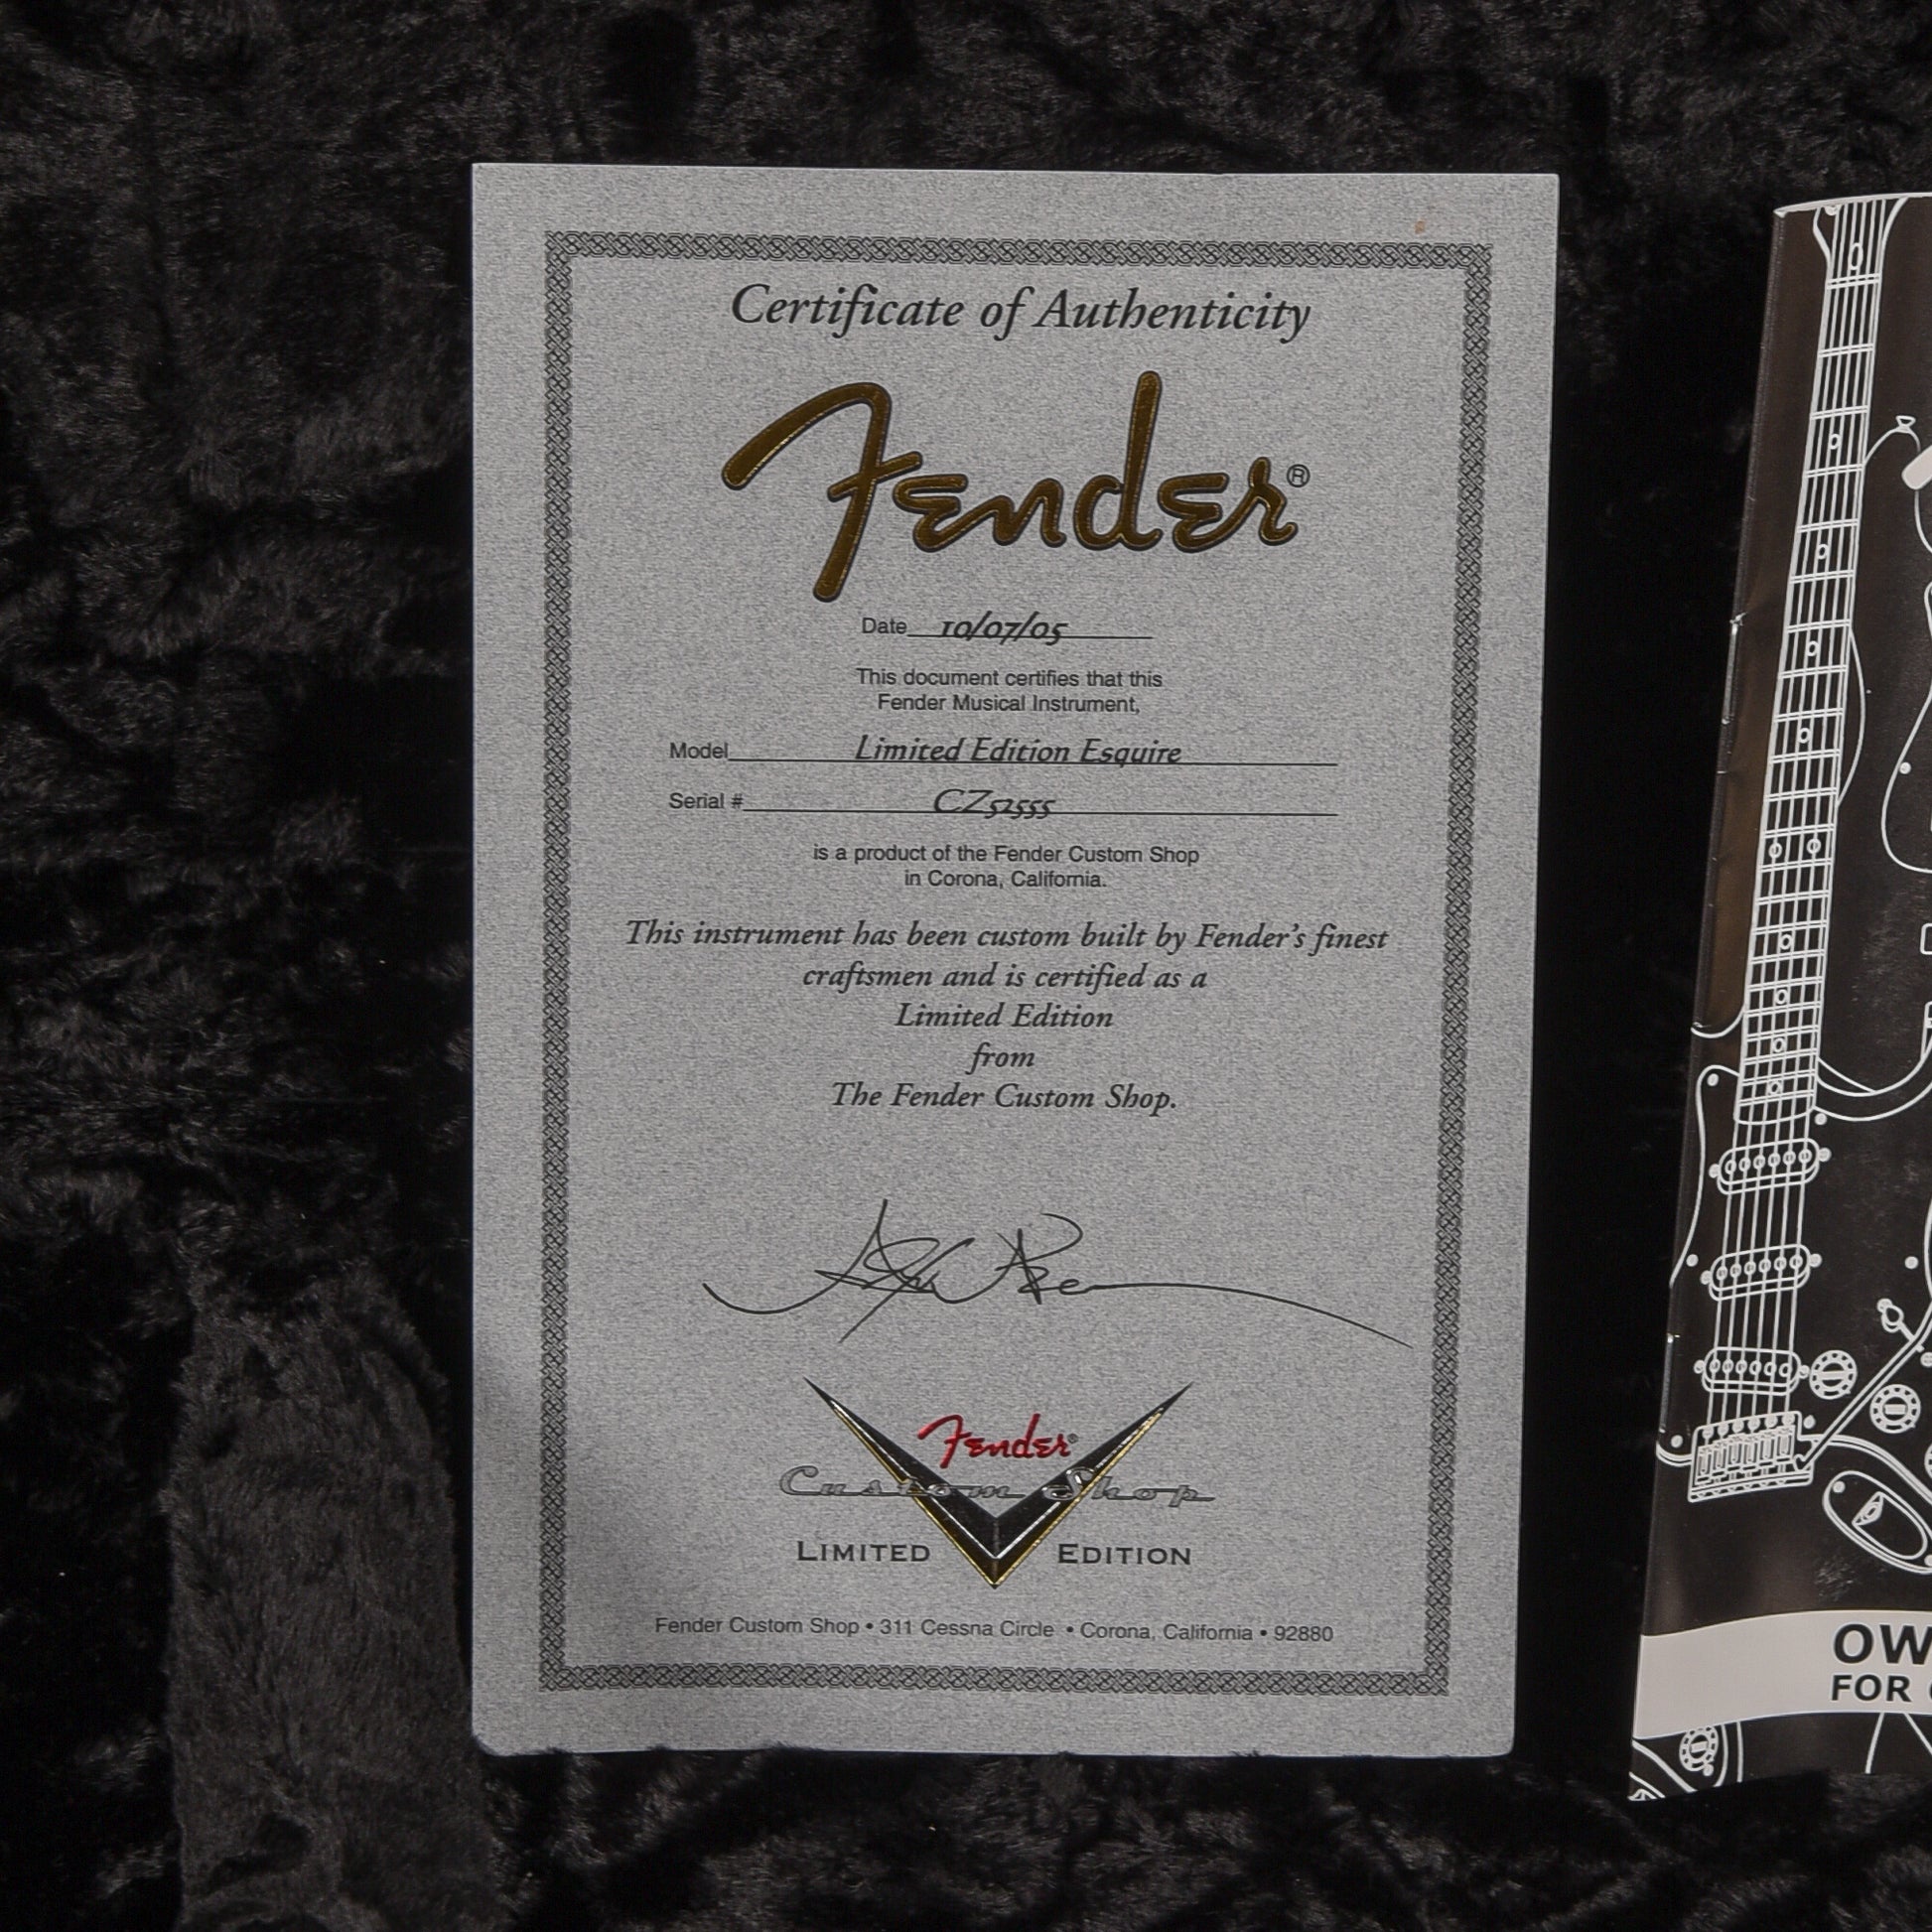 Certificate of Authenticity
Fender®
Date 10/07/05
This document certifies that this
Fender Musical Instrument,
Model Limited Edition Esquire
Serial # CZ52555
is a product of the Fender Custom Shop
in Corona, California.
This instrument has been custom built by Fender's finest
craftsmen and is certified as a
Limited Edition
from
The Fender Custom Shop.
Fender®
Custom Shop
LIMITED EDITION
Fender Custom Shop • 311 Cessna Circle • Corona, California • 92880
OW
FOR